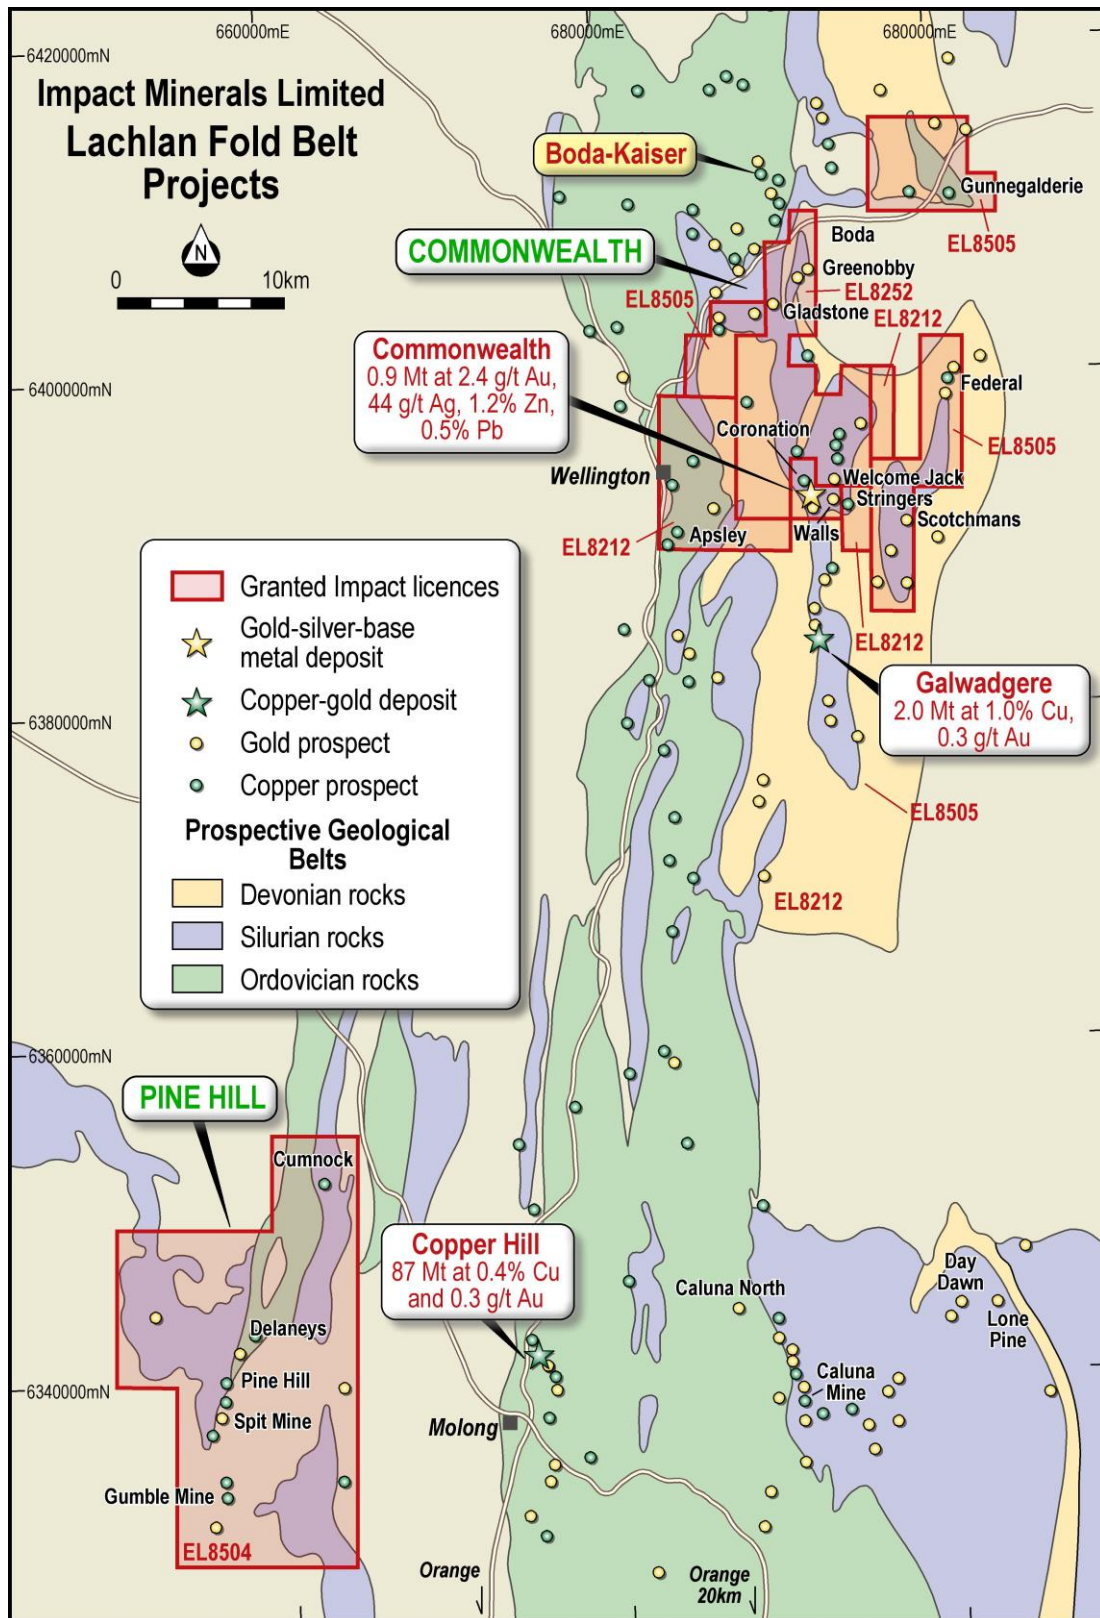 660000mE
680000mE
680000mE
6420000mN
Impact Minerals Limited
Lachlan Fold Belt
Projects
N
0
10km
Boda-Kaiser
Gunnegalderie
EL8505
COMMONWEALTH
Boda
Greenobby
EL8252
EL8505
Gladstone
EL8212
Commonwealth
0.9 Mt at 2.4 g/t Au,
44 g/t Ag, 1.2% Zn,
0.5% Pb
6400000mN
Federal
Coronation
EL8505
Wellington
Welcome Jack
Stringers
Scotchmans
Walls
Apsley
EL8212
EL8212
Granted Impact licences
Gold-silver-base
metal deposit
Copper-gold deposit
Gold prospect
Copper prospect
Prospective Geological
Belts
Devonian rocks
Silurian rocks
Ordovician rocks
Galwadgere
2.0 Mt at 1.0% Cu,
0.3 g/t Au
6380000mN
EL8505
EL8212
6360000mN
PINE HILL
Cumnock
Copper Hill
87 Mt at 0.4% Cu
and 0.3 g/t Au
Caluna North
Day
Dawn
Lone
Pine
Delaneys
Pine Hill
6340000mN
Caluna
Mine
Spit Mine
Molong
Gumble Mine
EL8504
Orange
Orange
20km